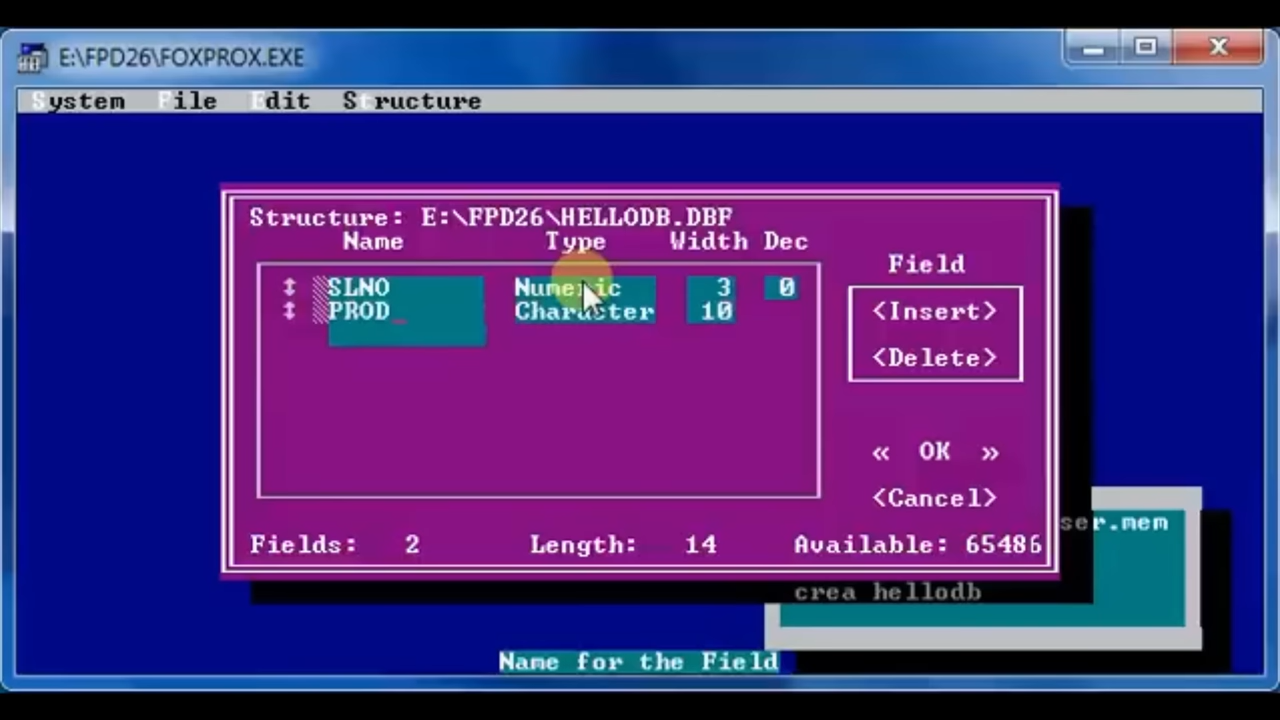 E:\FPD26\FOXPROX.EXE
System File Edit Structure
Structure: E:\FPD26\HELLODB.DBF
Name Type Width Dec
Field
SLNO Numeric 3 0
PROD_ Character 10
<Insert>
<Delete>
« OK »
<Cancel>
ser.mem
Fields: 2 Length: 14 Available: 65486
crea hellodb
Name for the Field